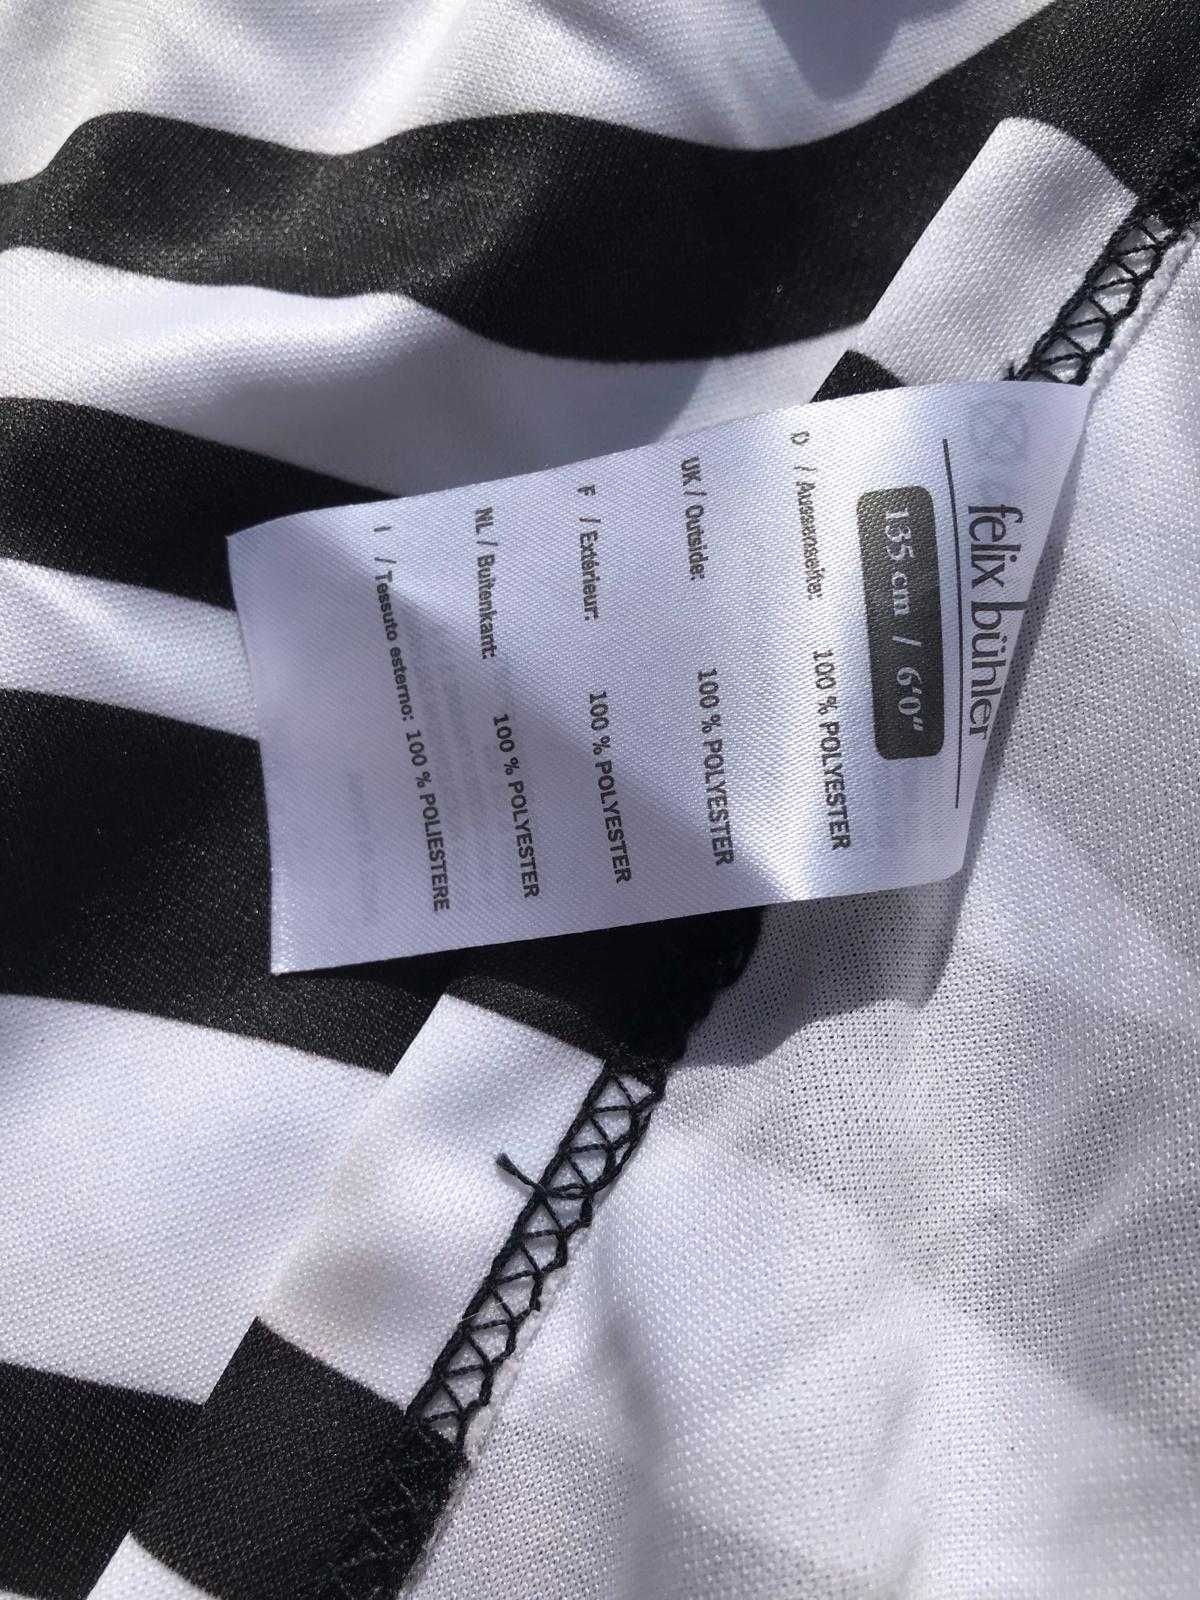 felix bühler
135 cm / 6'0"
D / Aussenseite: 100 % POLYESTER
UK / Outside: 100 % POLYESTER
F / Extérieur: 100 % POLYESTER
NL / Buitenkant: 100 % POLYESTER
I / Tessuto esterno: 100 % POLIESTERE